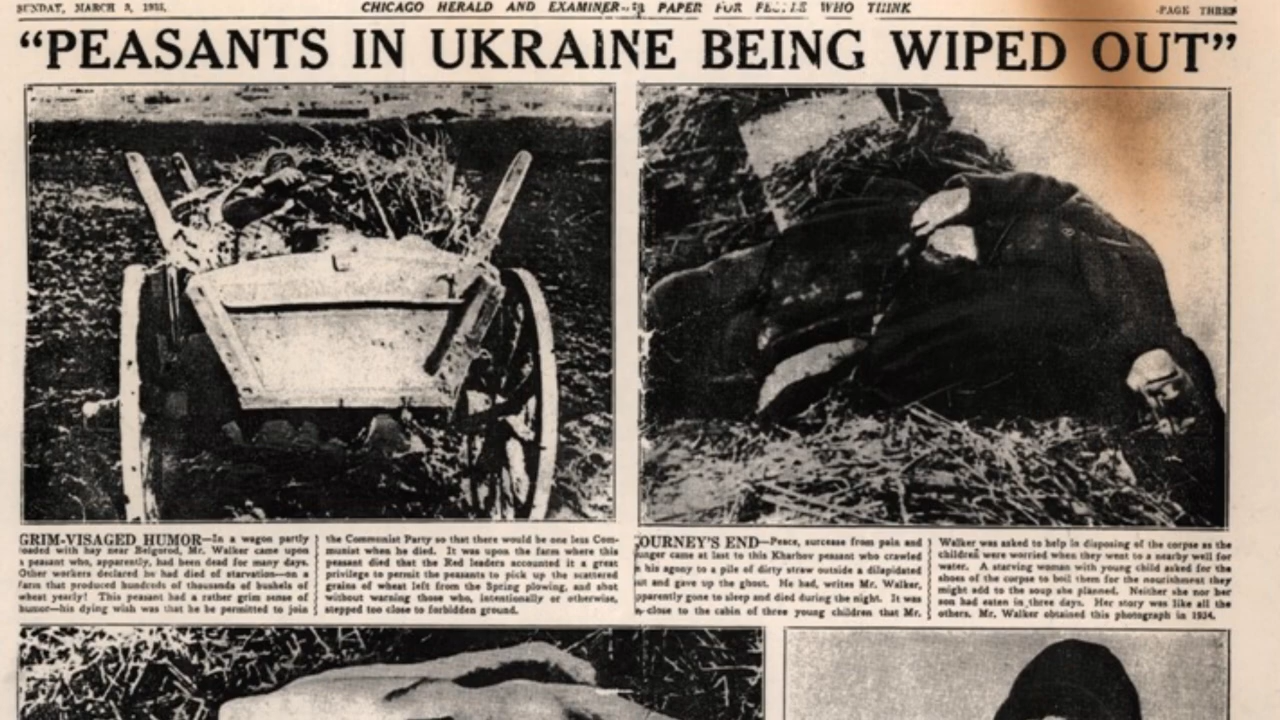 SUNDAY, MARCH 3, 1935.
CHICAGO HERALD AND EXAMINER—A PAPER FOR PEOPLE WHO THINK
PAGE THREE
“PEASANTS IN UKRAINE BEING WIPED OUT”
GRIM-VISAGED HUMOR—In a wagon partly
loaded with hay near Belgorod, Mr. Walker came upon
a peasant who, apparently, had been dead for many days.
Other workers declared he had died of starvation—on a
farm that produced hundreds of thousands of bushels of
wheat yearly! This peasant had a rather grim sense of
humor—his dying wish was that he be permitted to join
the Communist Party so that there would be one less Com-
munist when he died. It was upon the farm where this
peasant died that the Red leaders accounted it a great
privilege to permit the peasants to pick up the scattered
grains of wheat left from the Spring plowing, and shot
without warning those who, intentionally or otherwise,
stepped too close to forbidden ground.
OURNEY'S END—Peace, surcease from pain and
unger came at last to this Kharkov peasant who crawled
in his agony to a pile of dirty straw outside a dilapidated
hut and gave up the ghost. He had, writes Mr. Walker,
apparently gone to sleep and died during the night. It was
close to the cabin of three young children that Mr.
Walker was asked to help in disposing of the corpse as the
children were worried when they went to a nearby well for
water. A starving woman with young child asked for the
shoes of the corpse to boil them for the nourishment they
might add to the soup she planned. Neither she nor her
son had eaten in three days. Her story was like all the
others. Mr. Walker obtained this photograph in 1934.